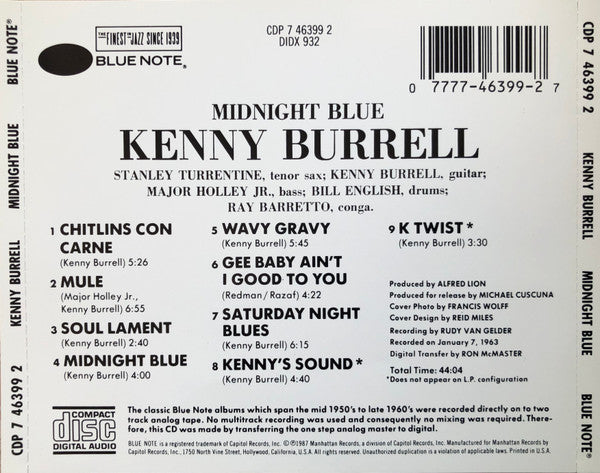 THE FINEST IN JAZZ SINCE 1939
BLUE NOTE®
CDP 7 46399 2
DIDX 932
0 7777-46399-2 7
MIDNIGHT BLUE
KENNY BURRELL
STANLEY TURRENTINE, tenor sax; KENNY BURRELL, guitar;
MAJOR HOLLEY JR., bass; BILL ENGLISH, drums;
RAY BARRETTO, conga.
1 CHITLINS CON
CARNE
(Kenny Burrell) 5:26
2 MULE
(Major Holley Jr.,
Kenny Burrell) 6:55
3 SOUL LAMENT
(Kenny Burrell) 2:40
4 MIDNIGHT BLUE
(Kenny Burrell) 4:00
5 WAVY GRAVY
(Kenny Burrell) 5:45
6 GEE BABY AIN'T
I GOOD TO YOU
(Redman / Razaf) 4:22
7 SATURDAY NIGHT
BLUES
(Kenny Burrell) 6:15
8 KENNY'S SOUND*
(Kenny Burrell) 4:40
9 K TWIST*
(Kenny Burrell) 3:30
Produced by ALFRED LION
Produced for release by MICHAEL CUSCUNA
Cover Photo by FRANCIS WOLFF
Cover Design by REID MILES
Recording by RUDY VAN GELDER
Recorded on January 7, 1963
Digital Transfer by RON McMASTER
Total Time: 44:04
*Does not appear on L.P. configuration
COMPACT
disc
DIGITAL AUDIO
The classic Blue Note albums which span the mid 1950's to late 1960's were recorded directly on to two
track analog tape. No multitrack recording was used and consequently no mixing was required. There-
fore, this CD was made by transferring the one step analog master to digital.
BLUE NOTE® is a registered trademark of Capitol Records, Inc. ©℗1987 Manhattan Records, a division of Capitol Records, Inc. Manufactured by
Capitol Records, Inc., 1750 North Vine Street, Hollywood, California, U.S.A. All rights reserved. Printed in U.S.A.
CDP 7 46399 2 KENNY BURRELL MIDNIGHT BLUE BLUE NOTE®
CDP 7 46399 2 KENNY BURRELL MIDNIGHT BLUE BLUE NOTE®